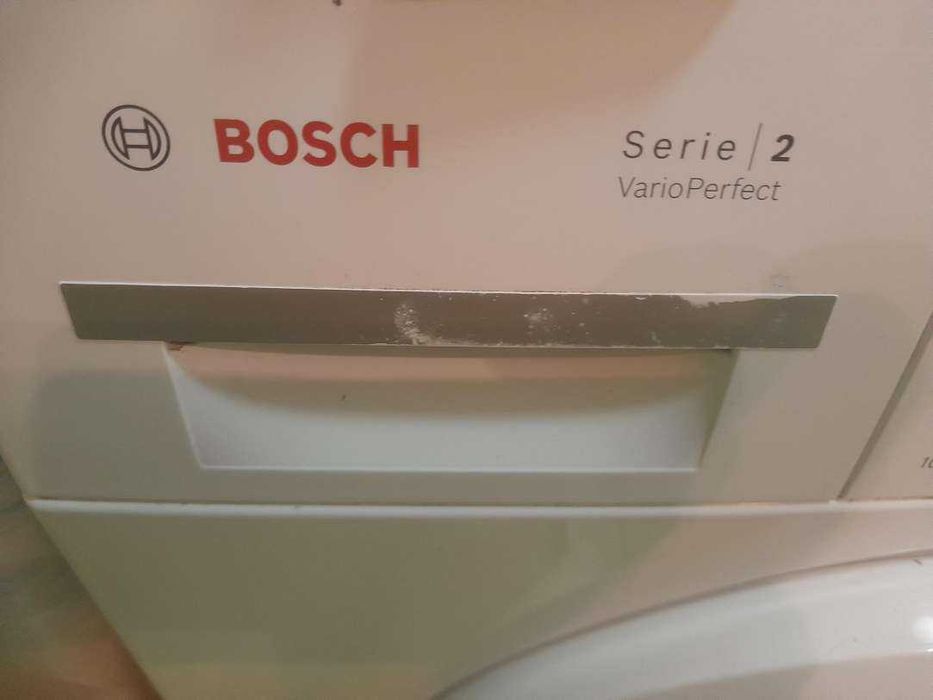 BOSCH
Serie | 2
VarioPerfect